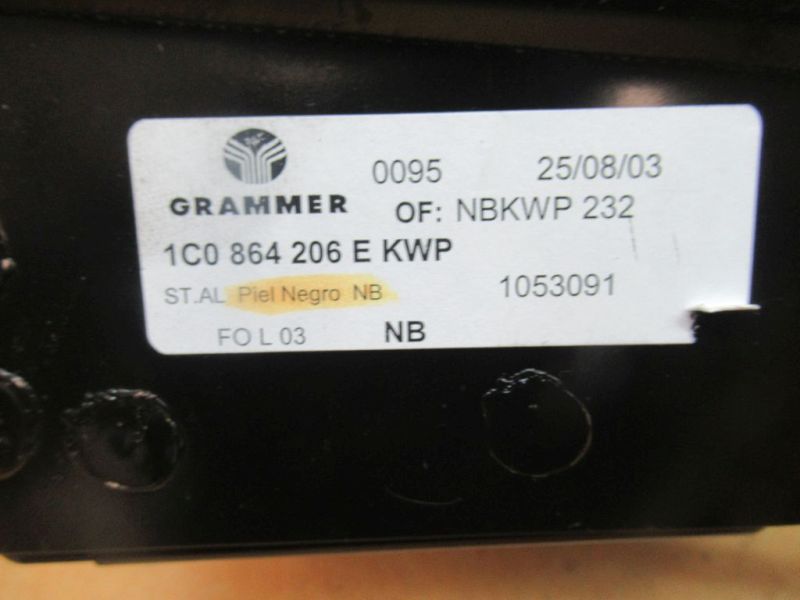 0095 25/08/03
GRAMMER OF: NBKWP 232
1C0 864 206 E KWP
ST.AL Piel Negro NB 1053091
FO L 03 NB